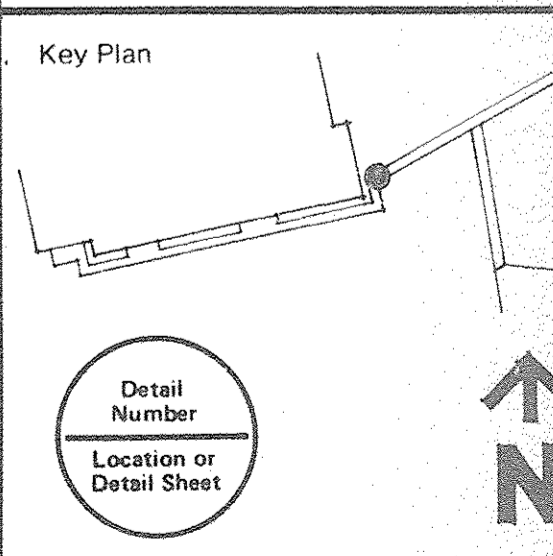 Key Plan
Detail
Number
Location or
Detail Sheet
N